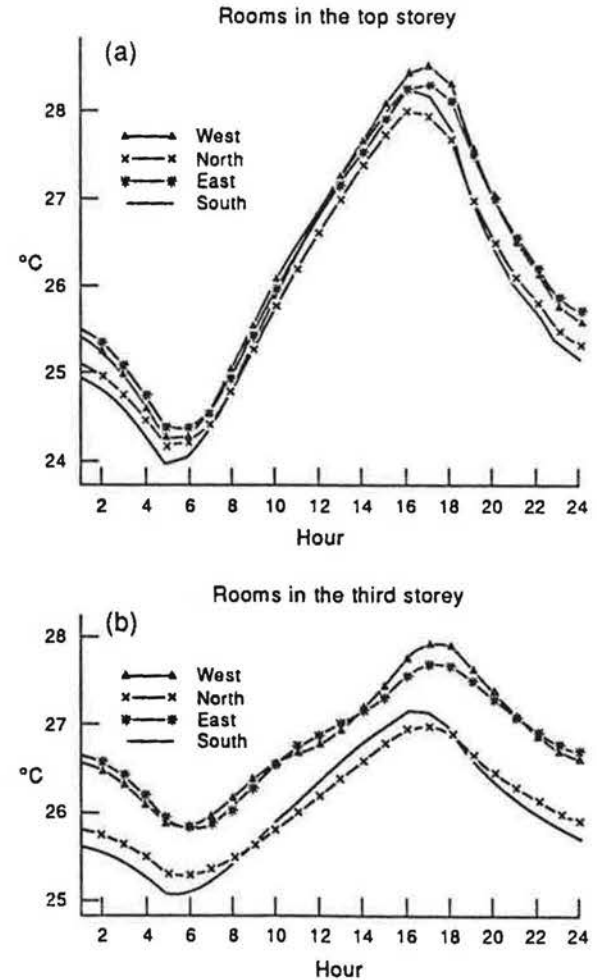 Rooms in the top storey
(a)
28
27
26
25
24
°C
West
North
East
South
2 4 6 8 10 12 14 16 18 20 22 24
Hour
Rooms in the third storey
(b)
28
27
26
25
°C
West
North
East
South
2 4 6 8 10 12 14 16 18 20 22 24
Hour